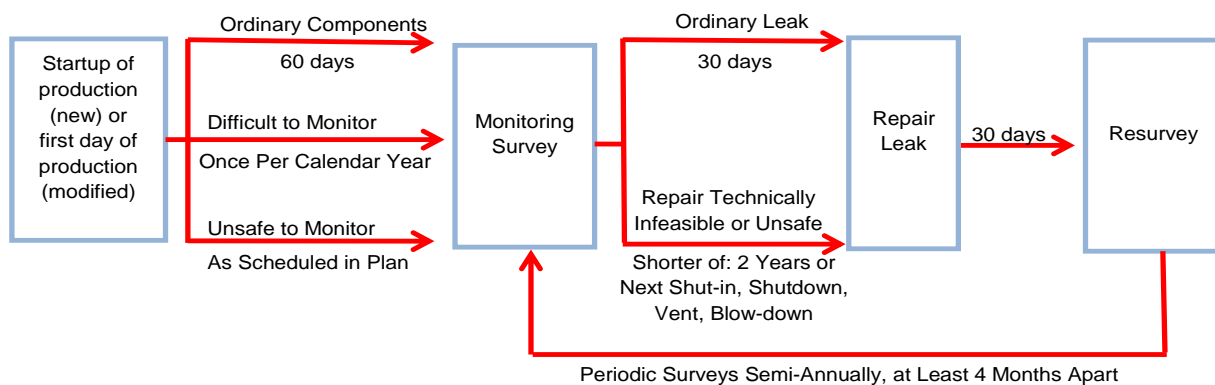 Startup of
production
(new) or
first day of
production
(modified)
Ordinary Components
60 days
Difficult to Monitor
Once Per Calendar Year
Unsafe to Monitor
As Scheduled in Plan
Monitoring
Survey
Ordinary Leak
30 days
Repair Technically
Infeasible or Unsafe
Shorter of: 2 Years or
Next Shut-in, Shutdown,
Vent, Blow-down
Repair
Leak
30 days
Resurvey
Periodic Surveys Semi-Annually, at Least 4 Months Apart